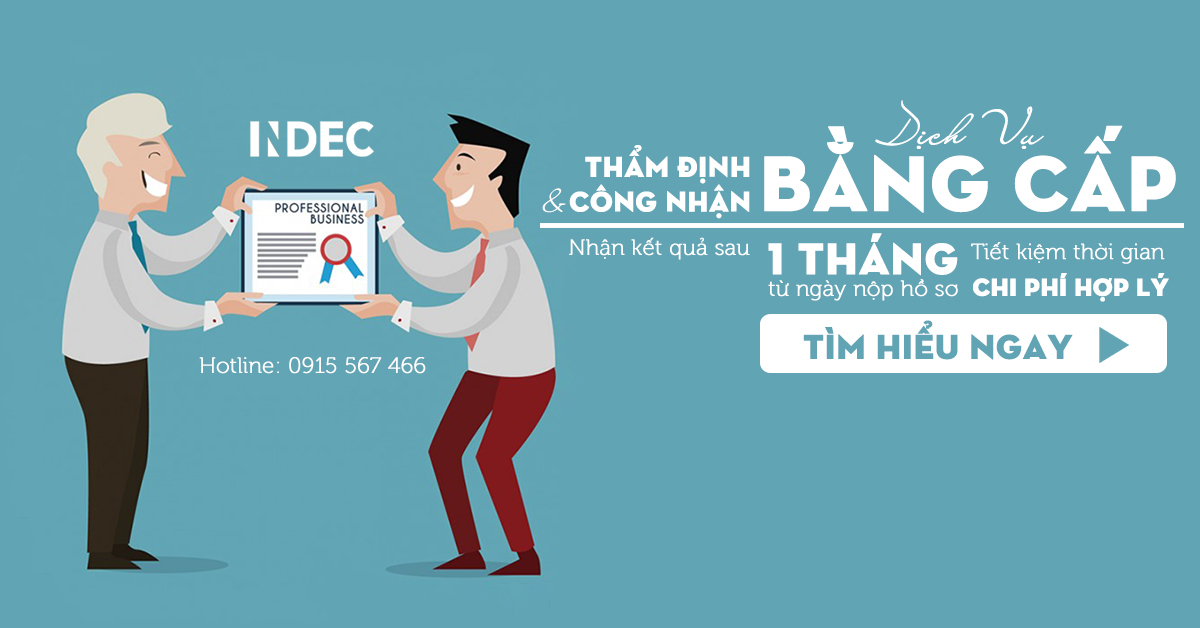 INDEC
PROFESSIONAL
BUSINESS
Hotline: 0915 567 466
Dịch Vụ
THẨM ĐỊNH
& CÔNG NHẬN
BẰNG CẤP
Nhận kết quả sau
1 THÁNG
từ ngày nộp hồ sơ
Tiết kiệm thời gian
CHI PHÍ HỢP LÝ
TÌM HIỂU NGAY